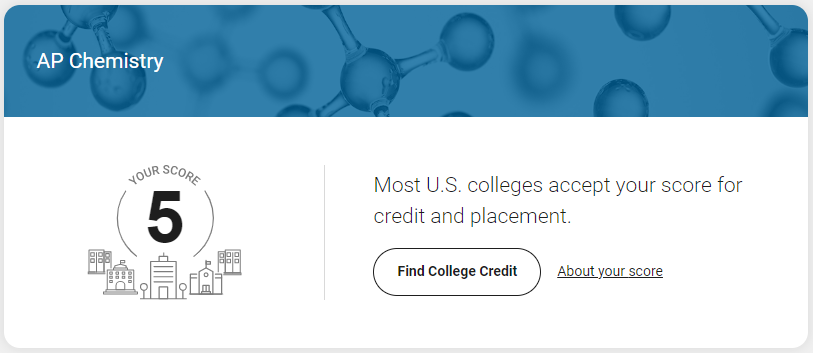 AP Chemistry
YOUR SCORE
5
Most U.S. colleges accept your score for
credit and placement.
Find College Credit
About your score